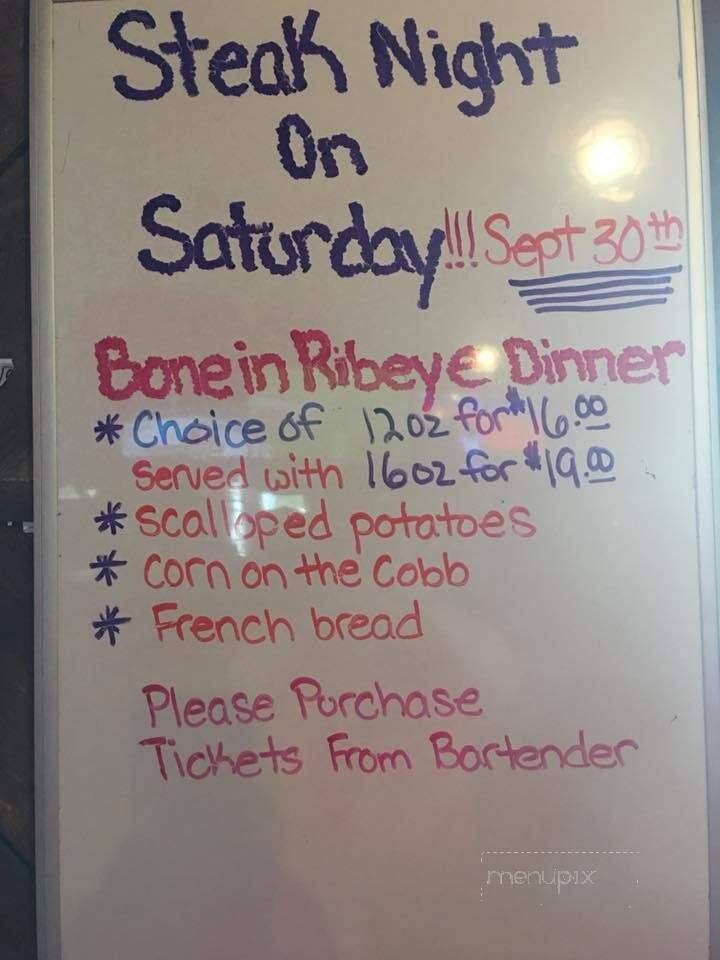 Steak Night
On
Saturday!!! Sept 30th
Bone in Ribeye Dinner
* Choice of 12oz for $16.00
served with 16oz for $19.00
* Scalloped potatoes
* Corn on the Cobb
* French bread
Please Purchase
Tickets From Bartender
menupix